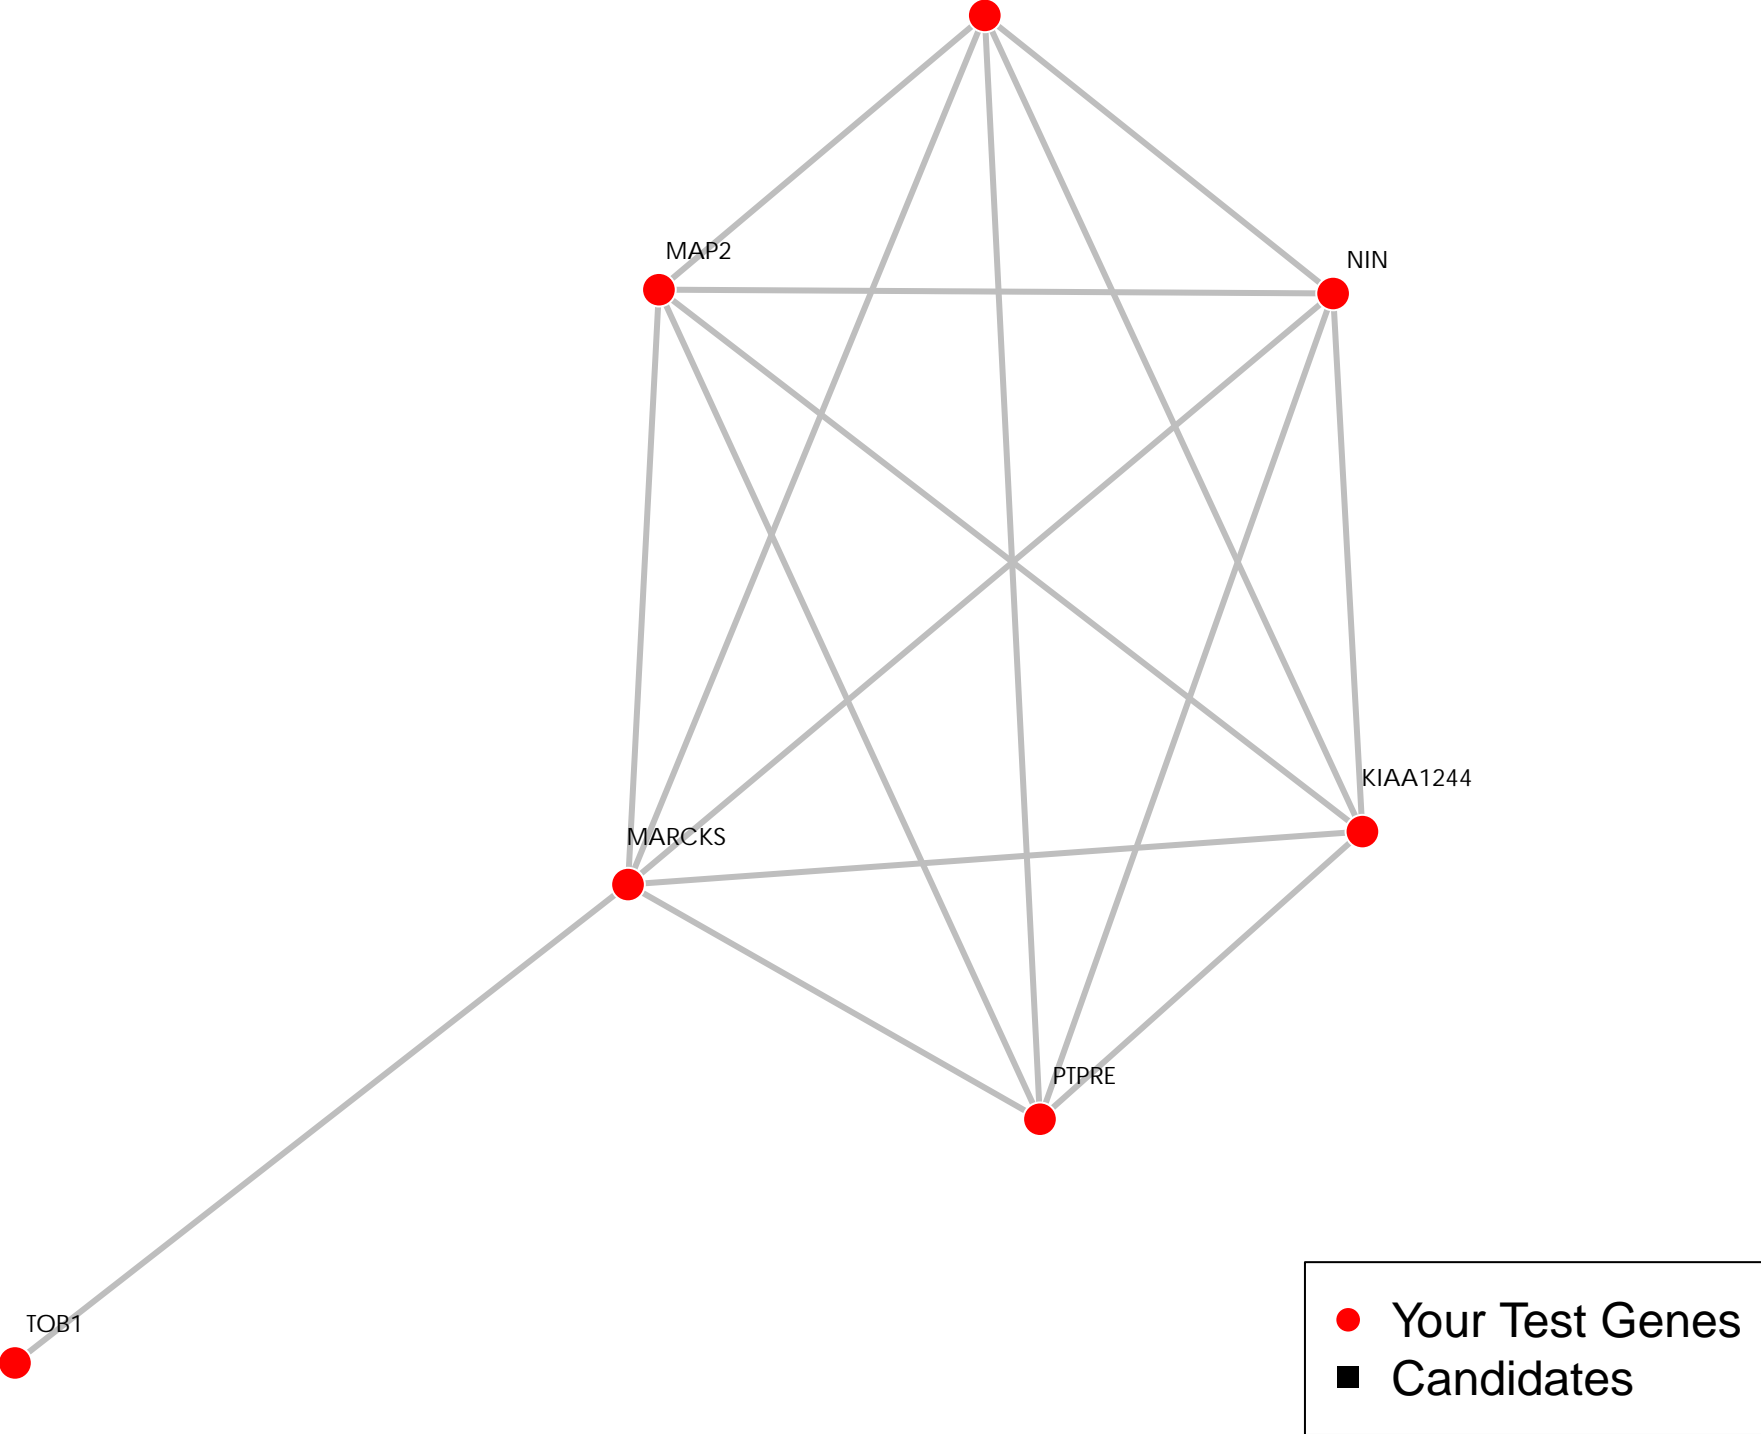 MAP2
NIN
KIAA1244
MARCKS
PTPRE
TOB1
Your Test Genes
Candidates